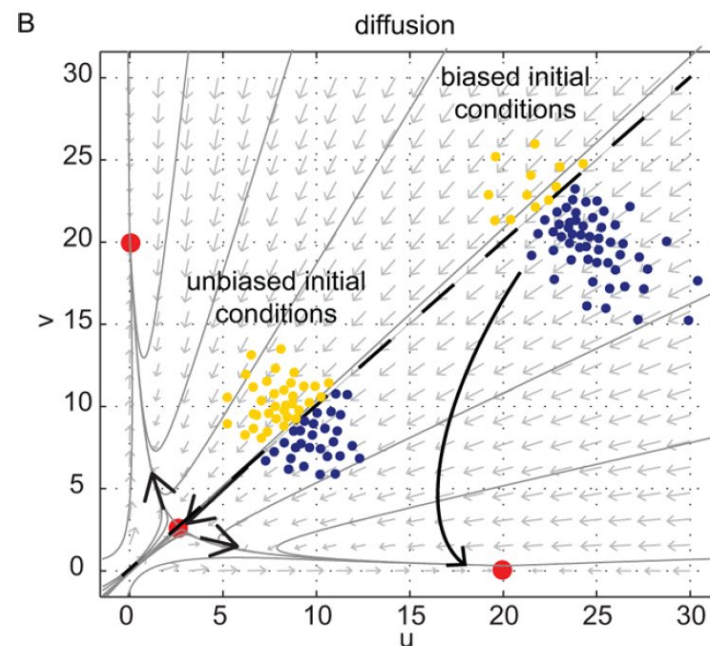 B
diffusion
biased initial
conditions
unbiased initial
conditions
v
30
25
20
15
10
5
0
0 5 10 15 20 25 30
u